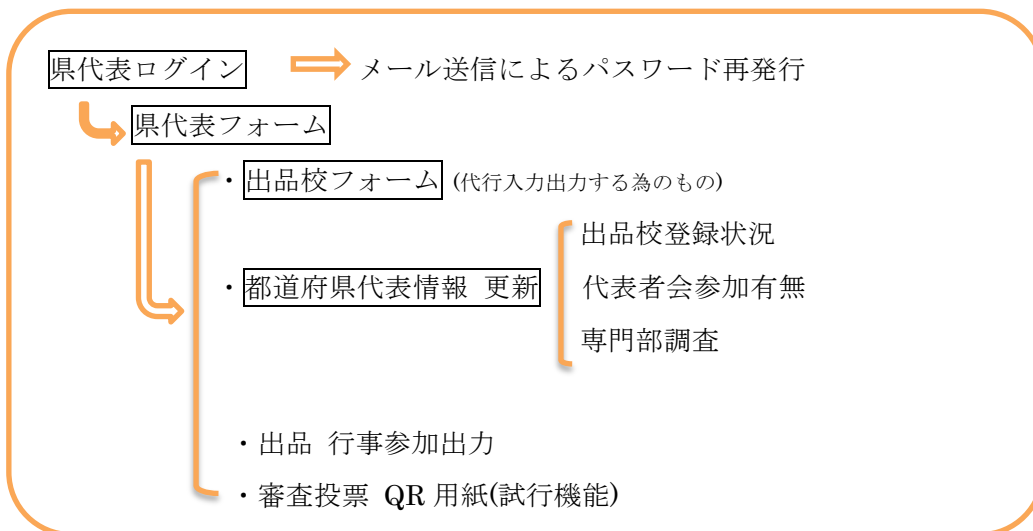 県代表ログイン メール送信によるパスワード再発行
県代表フォーム
・出品校フォーム (代行入力出力する為のもの)
出品校登録状況
・都道府県代表情報 更新 代表者会参加有無
専門部調査
・出品 行事参加出力
・審査投票 QR 用紙(試行機能)